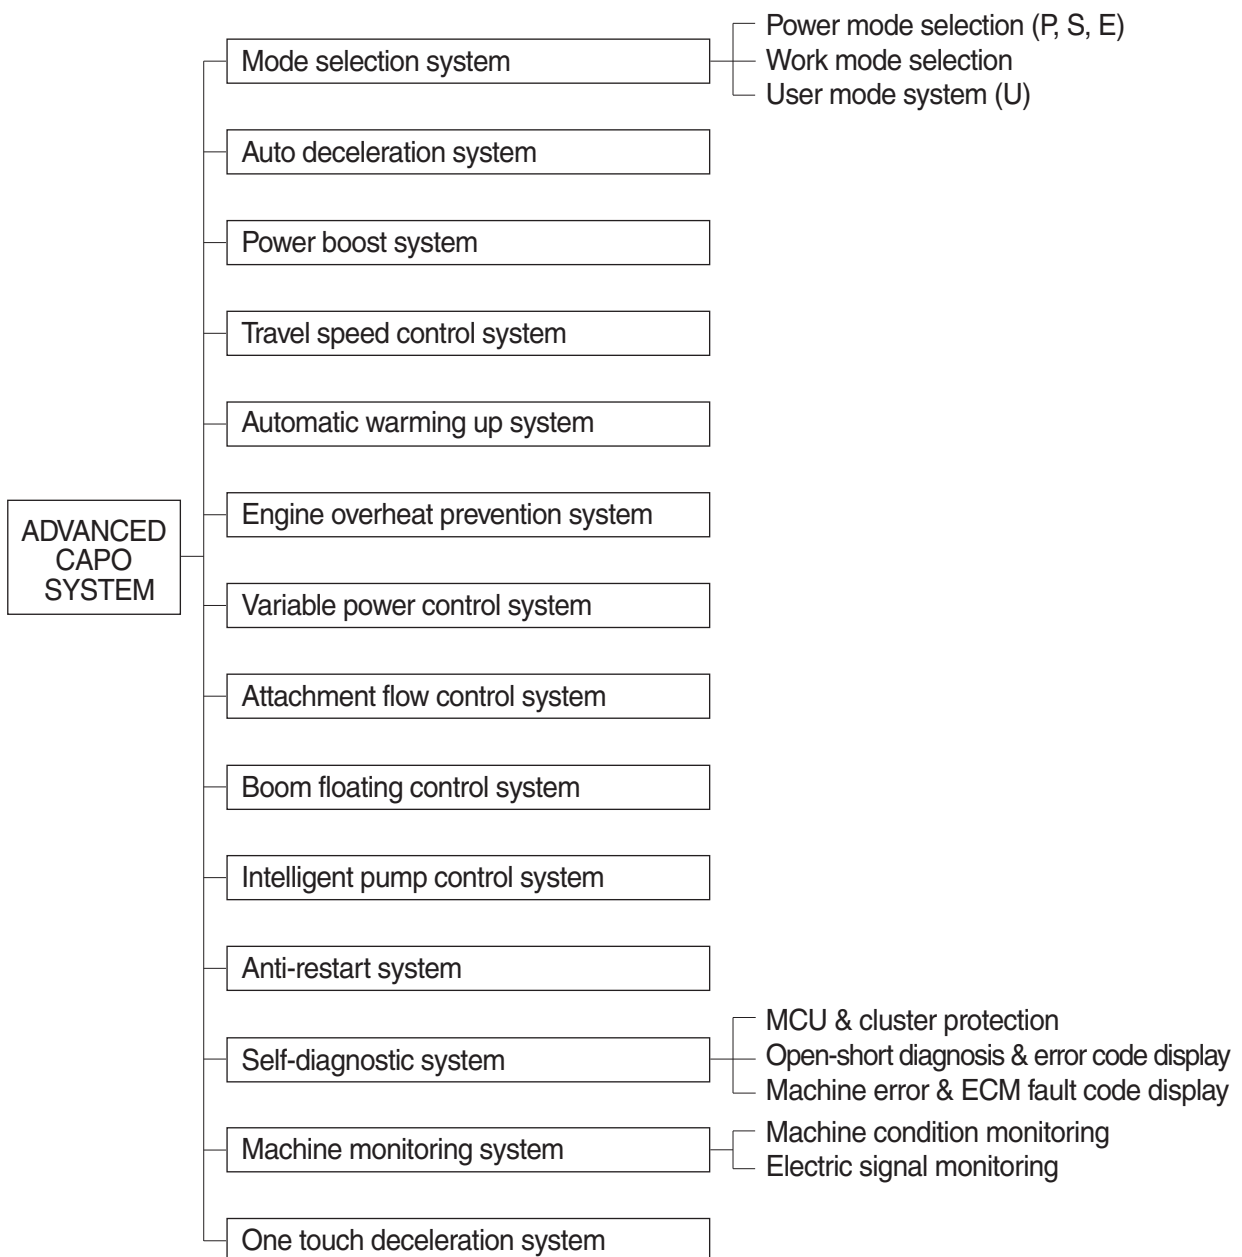 Power mode selection (P, S, E)
Mode selection system
Work mode selection
User mode system (U)
Auto deceleration system
Power boost system
Travel speed control system
Automatic warming up system
Engine overheat prevention system
ADVANCED
CAPO
SYSTEM
Variable power control system
Attachment flow control system
Boom floating control system
Intelligent pump control system
Anti-restart system
MCU & cluster protection
Self-diagnostic system
Open-short diagnosis & error code display
Machine error & ECM fault code display
Machine condition monitoring
Machine monitoring system
Electric signal monitoring
One touch deceleration system